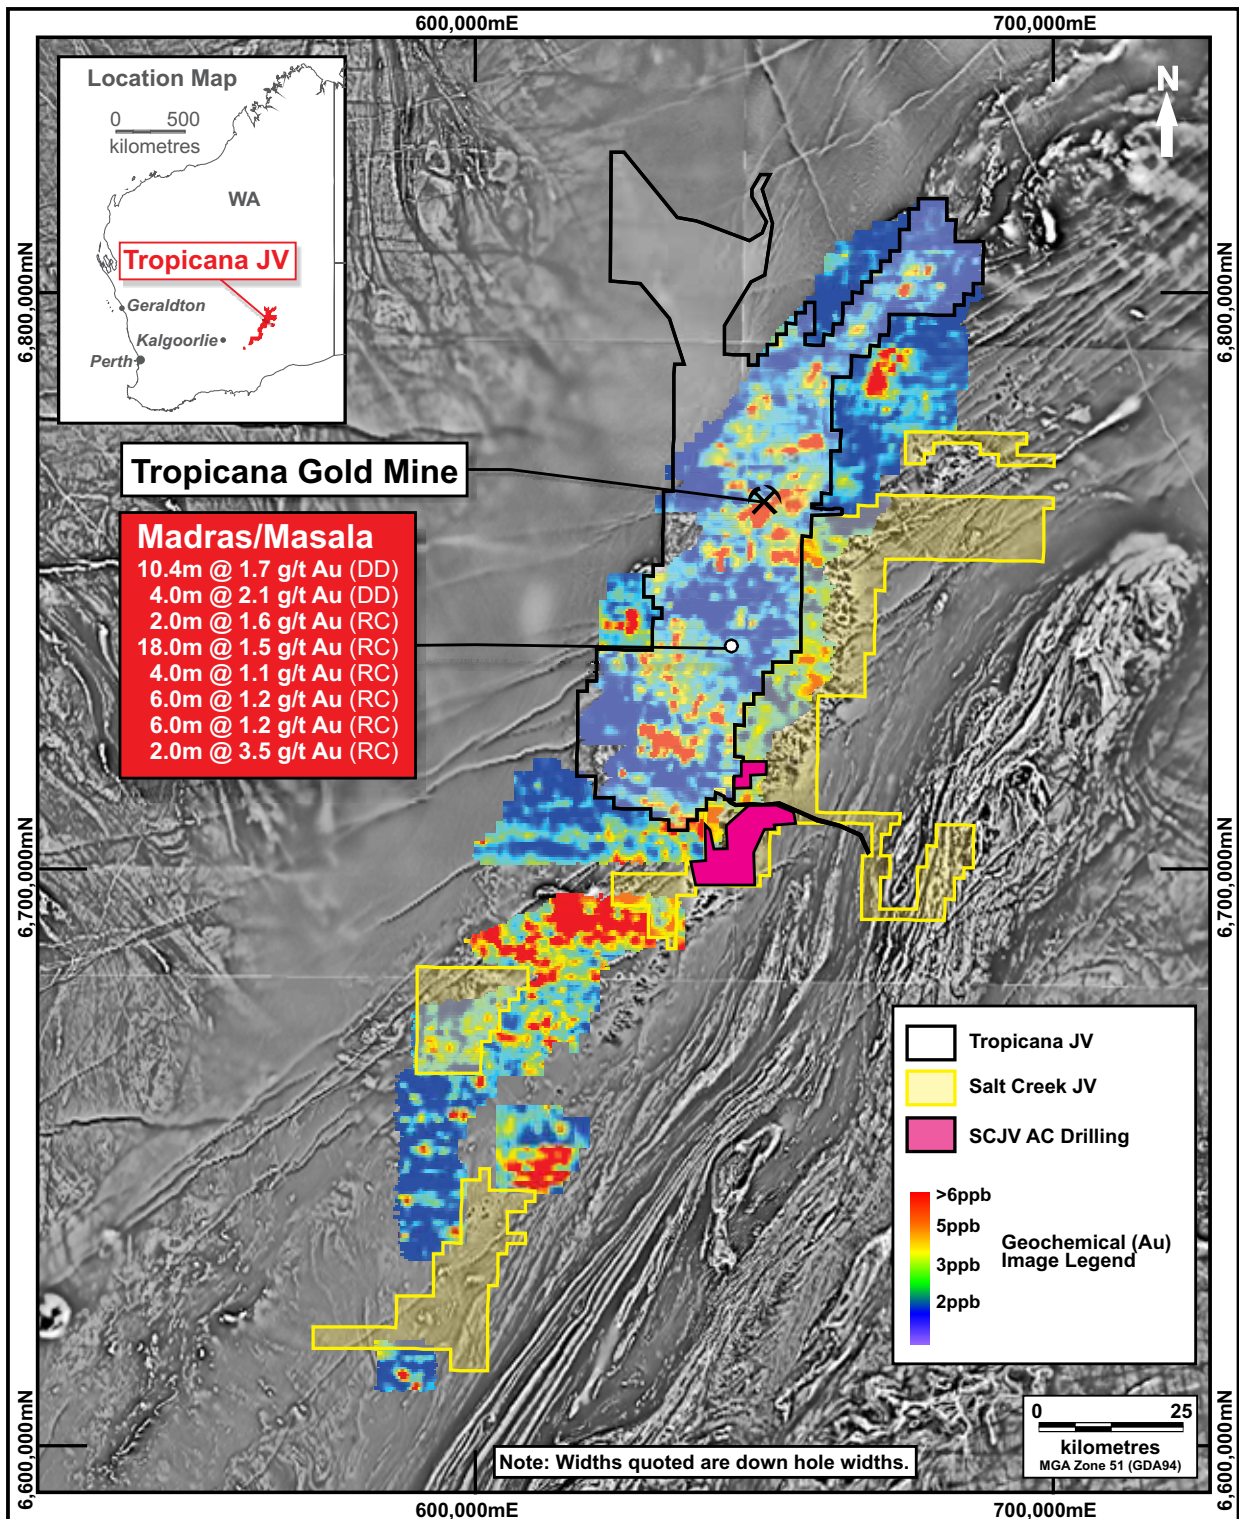 600,000mE
700,000mE
Location Map
0 500
kilometres
WA
Tropicana JV
Geraldton
Kalgoorlie
Perth
N
6,800,000mN
6,800,000mN
Tropicana Gold Mine
Madras/Masala
10.4m @ 1.7 g/t Au (DD)
4.0m @ 2.1 g/t Au (DD)
2.0m @ 1.6 g/t Au (RC)
18.0m @ 1.5 g/t Au (RC)
4.0m @ 1.1 g/t Au (RC)
6.0m @ 1.2 g/t Au (RC)
6.0m @ 1.2 g/t Au (RC)
2.0m @ 3.5 g/t Au (RC)
6,700,000mN
6,700,000mN
Tropicana JV
Salt Creek JV
SCJV AC Drilling
>6ppb
5ppb
3ppb
2ppb
Geochemical (Au)
Image Legend
0 25
kilometres
MGA Zone 51 (GDA94)
Note: Widths quoted are down hole widths.
6,600,000mN
6,600,000mN
600,000mE
700,000mE